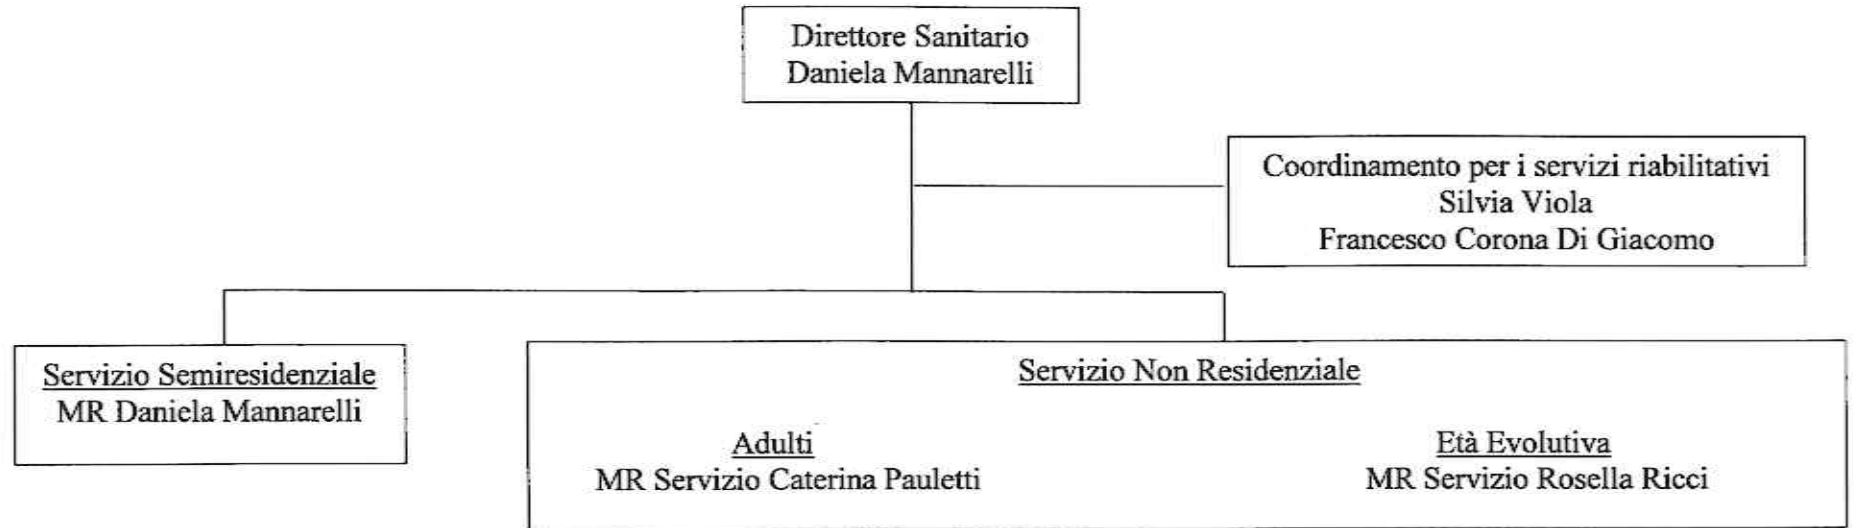 Direttore Sanitario
Daniela Mannarelli
Coordinamento per i servizi riabilitativi
Silvia Viola
Francesco Corona Di Giacomo
Servizio Semiresidenziale
MR Daniela Mannarelli
Servizio Non Residenziale
Adulti
MR Servizio Caterina Pauletti
Età Evolutiva
MR Servizio Rosella Ricci